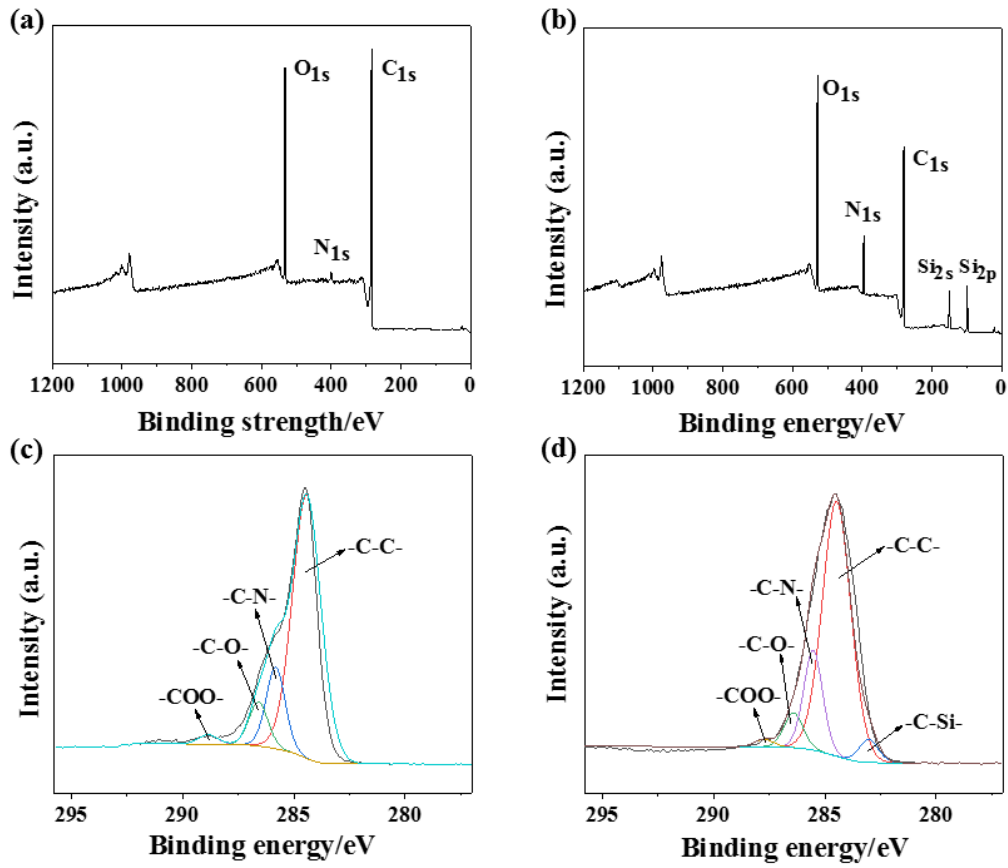 (a)
Intensity (a.u.)
O1s
C1s
N1s
1200 1000 800 600 400 200 0
Binding strength/eV
(b)
Intensity (a.u.)
O1s
C1s
N1s
Si2s Si2p
1200 1000 800 600 400 200 0
Binding energy/eV
(c)
Intensity (a.u.)
-C-C-
-C-N-
-C-O-
-COO-
295 290 285 280
Binding energy/eV
(d)
Intensity (a.u.)
-C-C-
-C-N-
-C-O-
-COO-
-C-Si-
295 290 285 280
Binding energy/eV